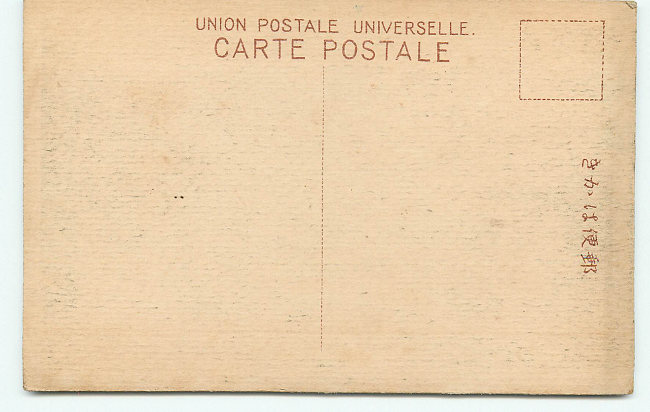 UNION POSTALE UNIVERSELLE.
CARTE POSTALE
郵便はかき